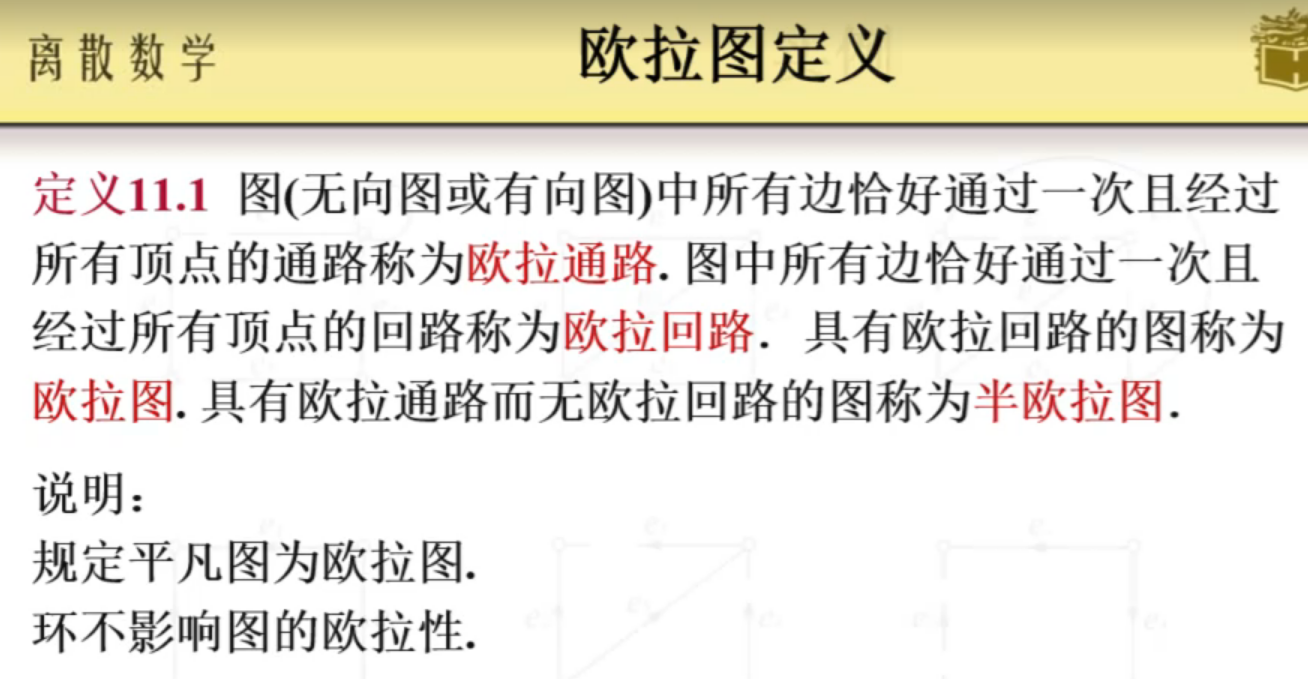 离散数学
欧拉图定义
定义11.1 图(无向图或有向图)中所有边恰好通过一次且经过
所有顶点的通路称为欧拉通路. 图中所有边恰好通过一次且
经过所有顶点的回路称为欧拉回路. 具有欧拉回路的图称为
欧拉图. 具有欧拉通路而无欧拉回路的图称为半欧拉图.
说明:
规定平凡图为欧拉图.
环不影响图的欧拉性.